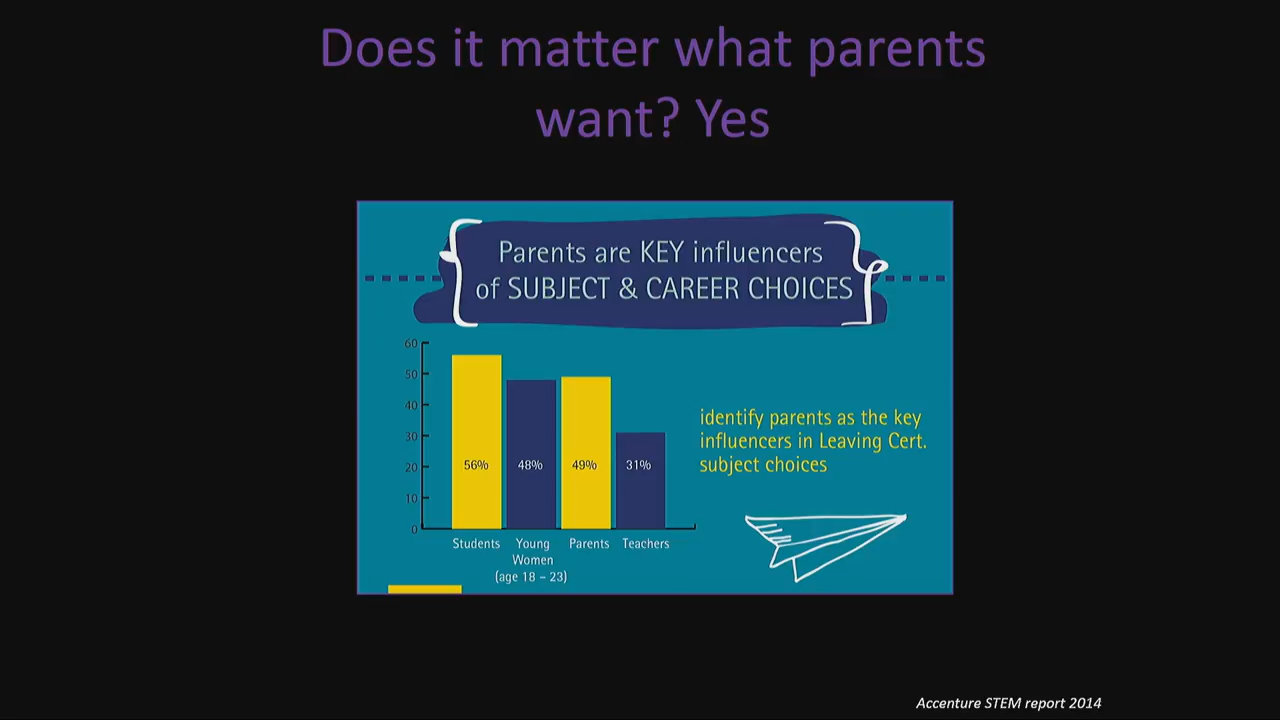 Does it matter what parents
want? Yes
Parents are KEY influencers
of SUBJECT & CAREER CHOICES
60
50
40
30
20
10
0
56%
48%
49%
31%
Students
Young
Women
(age 18 – 23)
Parents
Teachers
identify parents as the key
influencers in Leaving Cert.
subject choices
Accenture STEM report 2014